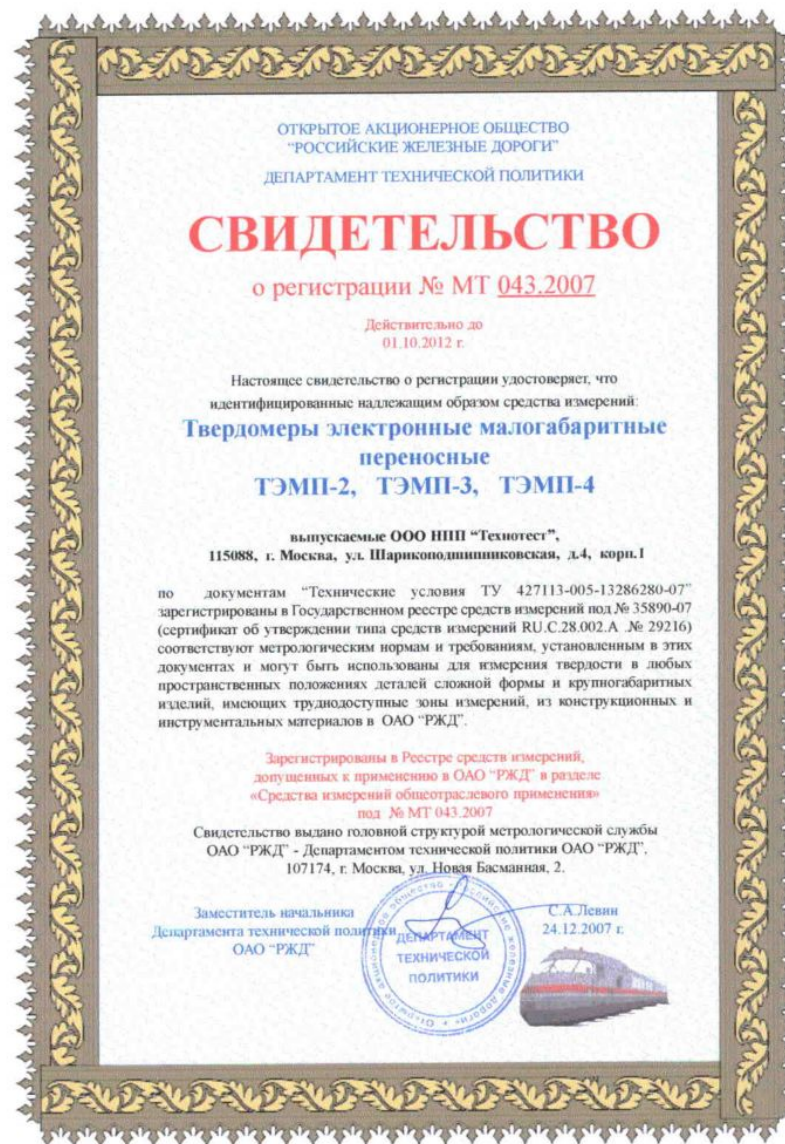 ОТКРЫТОЕ АКЦИОНЕРНОЕ ОБЩЕСТВО
“РОССИЙСКИЕ ЖЕЛЕЗНЫЕ ДОРОГИ”
ДЕПАРТАМЕНТ ТЕХНИЧЕСКОЙ ПОЛИТИКИ
СВИДЕТЕЛЬСТВО
о регистрации № МТ 043.2007
Действительно до
01.10.2012 г.
Настоящее свидетельство о регистрации удостоверяет, что
идентифицированные надлежащим образом средства измерений:
Твердомеры электронные малогабаритные
переносные
ТЭМП-2, ТЭМП-3, ТЭМП-4
выпускаемые ООО НПП “Технотест”,
115088, г. Москва, ул. Шарикоподшипниковская, д.4, корп.1
по документам “Технические условия ТУ 427113-005-13286280-07”
зарегистрированы в Государственном реестре средств измерений под № 35890-07
(сертификат об утверждении типа средств измерений RU.C.28.002.A .№ 29216)
соответствуют метрологическим нормам и требованиям, установленным в этих
документах и могут быть использованы для измерения твердости в любых
пространственных положениях деталей сложной формы и крупногабаритных
изделий, имеющих труднодоступные зоны измерений, из конструкционных и
инструментальных материалов в ОАО “РЖД”.
Зарегистрированы в Реестре средств измерений,
допущенных к применению в ОАО “РЖД” в разделе
«Средства измерений общеотраслевого применения»
под № МТ 043.2007
Свидетельство выдано головной структурой метрологической службы
ОАО “РЖД” - Департаментом технической политики ОАО “РЖД”,
107174, г. Москва, ул. Новая Басманная, 2.
Заместитель начальника
Департамента технической политики
ОАО “РЖД”
Открытое акционерное общество • Российские железные дороги •
ДЕПАРТАМЕНТ
ТЕХНИЧЕСКОЙ
ПОЛИТИКИ
С.А.Левин
24.12.2007 г.